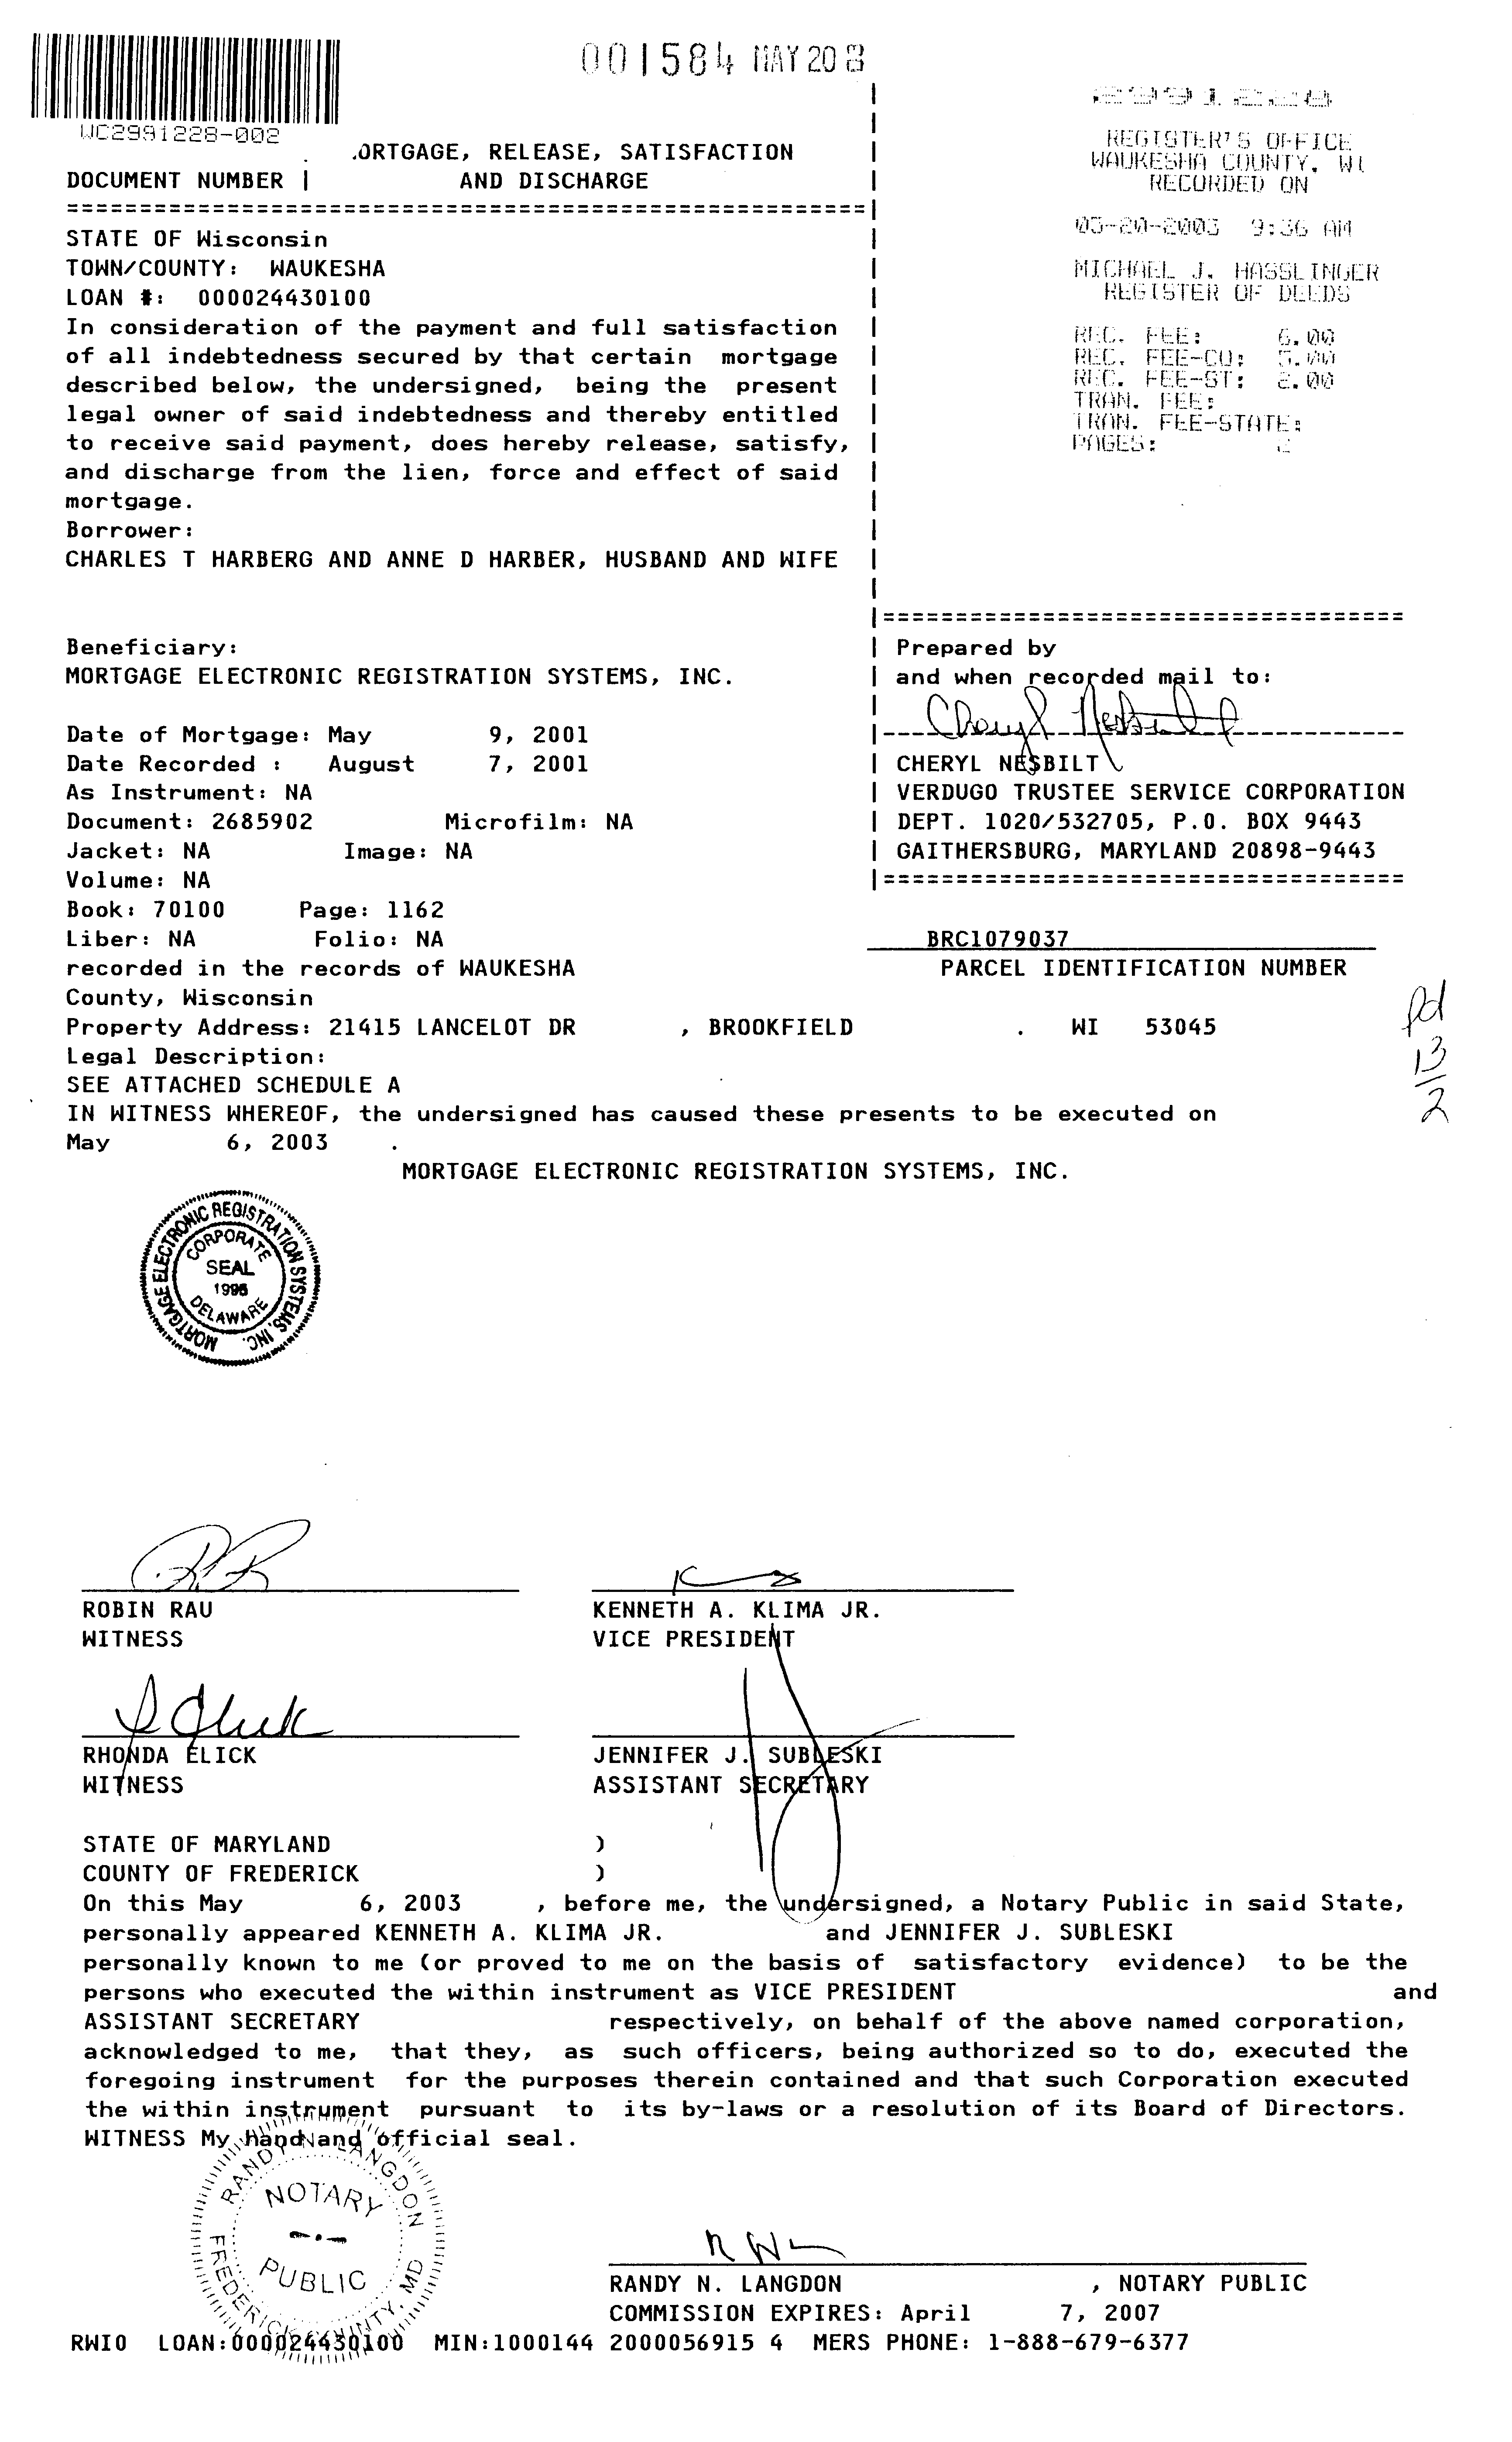 001584 MAY 20 8
WC2991228-002
ORTGAGE, RELEASE, SATISFACTION
DOCUMENT NUMBER | AND DISCHARGE
2991228
REGISTER'S OFFICE
WAUKESHA COUNTY, WI
RECORDED ON
05-20-2003 9:36 AM
MICHAEL J. HASSLINGER
REGISTER OF DEEDS
REC. FEE: 6.00
REC. FEE-CO: 5.00
REC. FEE-ST: 2.00
TRAN. FEE:
TRAN. FEE-STATE:
PAGES: 2
STATE OF Wisconsin
TOWN/COUNTY: WAUKESHA
LOAN #: 000024430100
In consideration of the payment and full satisfaction
of all indebtedness secured by that certain mortgage
described below, the undersigned, being the present
legal owner of said indebtedness and thereby entitled
to receive said payment, does hereby release, satisfy,
and discharge from the lien, force and effect of said
mortgage.
Borrower:
CHARLES T HARBERG AND ANNE D HARBER, HUSBAND AND WIFE
Beneficiary:
MORTGAGE ELECTRONIC REGISTRATION SYSTEMS, INC.
Prepared by
and when recorded mail to:
Cheryl Nesbilt
CHERYL NESBILT
VERDUGO TRUSTEE SERVICE CORPORATION
DEPT. 1020/532705, P.O. BOX 9443
GAITHERSBURG, MARYLAND 20898-9443
Date of Mortgage: May 9, 2001
Date Recorded : August 7, 2001
As Instrument: NA
Document: 2685902 Microfilm: NA
Jacket: NA Image: NA
Volume: NA
Book: 70100 Page: 1162
Liber: NA Folio: NA
BRC1079037
PARCEL IDENTIFICATION NUMBER
recorded in the records of WAUKESHA
County, Wisconsin
Property Address: 21415 LANCELOT DR , BROOKFIELD . WI 53045
pd
13
2
Legal Description:
SEE ATTACHED SCHEDULE A
IN WITNESS WHEREOF, the undersigned has caused these presents to be executed on
May 6, 2003 .
MORTGAGE ELECTRONIC REGISTRATION SYSTEMS, INC.
MORTGAGE ELECTRONIC REGISTRATION SYSTEMS, INC.
CORPORATE
SEAL
DELAWARE
ROBIN RAU
WITNESS
KENNETH A. KLIMA JR.
VICE PRESIDENT
RHONDA ELICK
WITNESS
JENNIFER J. SUBLESKI
ASSISTANT SECRETARY
STATE OF MARYLAND )
COUNTY OF FREDERICK )
On this May 6, 2003 , before me, the undersigned, a Notary Public in said State,
personally appeared KENNETH A. KLIMA JR. and JENNIFER J. SUBLESKI
personally known to me (or proved to me on the basis of satisfactory evidence) to be the
persons who executed the within instrument as VICE PRESIDENT and
ASSISTANT SECRETARY respectively, on behalf of the above named corporation,
acknowledged to me, that they, as such officers, being authorized so to do, executed the
foregoing instrument for the purposes therein contained and that such Corporation executed
the within instrument pursuant to its by-laws or a resolution of its Board of Directors.
WITNESS My hand and official seal.
RANDY N LANGDON
NOTARY
PUBLIC
FREDERICK COUNTY, MD
RANDY N. LANGDON , NOTARY PUBLIC
COMMISSION EXPIRES: April 7, 2007
RWIO LOAN:000024430100 MIN:1000144 2000056915 4 MERS PHONE: 1-888-679-6377